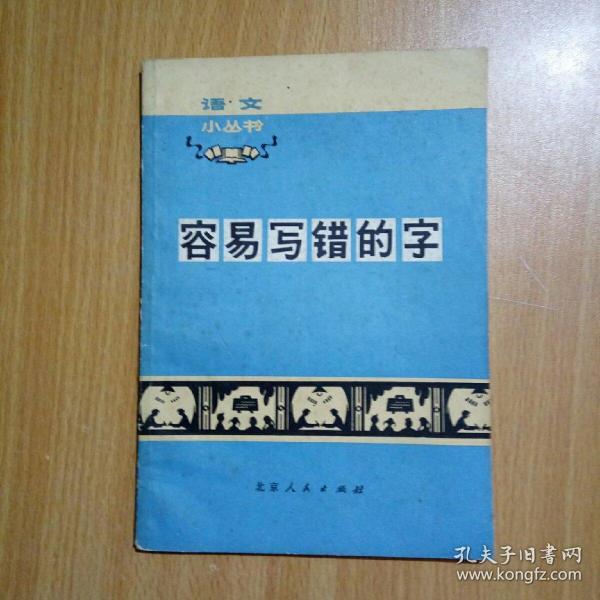 语·文
小丛书
容易写错的字
北京人民出版社
孔夫子旧书网
www.kongfz.com